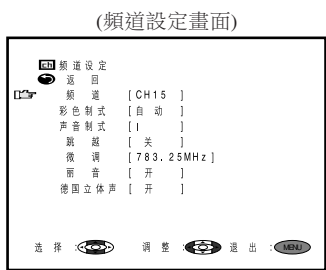 (頻道設定畫面)
ch 频道设定
返 回
频 道 [ CH15 ]
彩色制式 [ 自 动 ]
声音制式 [ I ]
跳 越 [ 关 ]
微 调 [ 783.25MHz ]
丽 音 [ 开 ]
德国立体声 [ 开 ]
选 择 : 调 整 : 退 出 : MENU